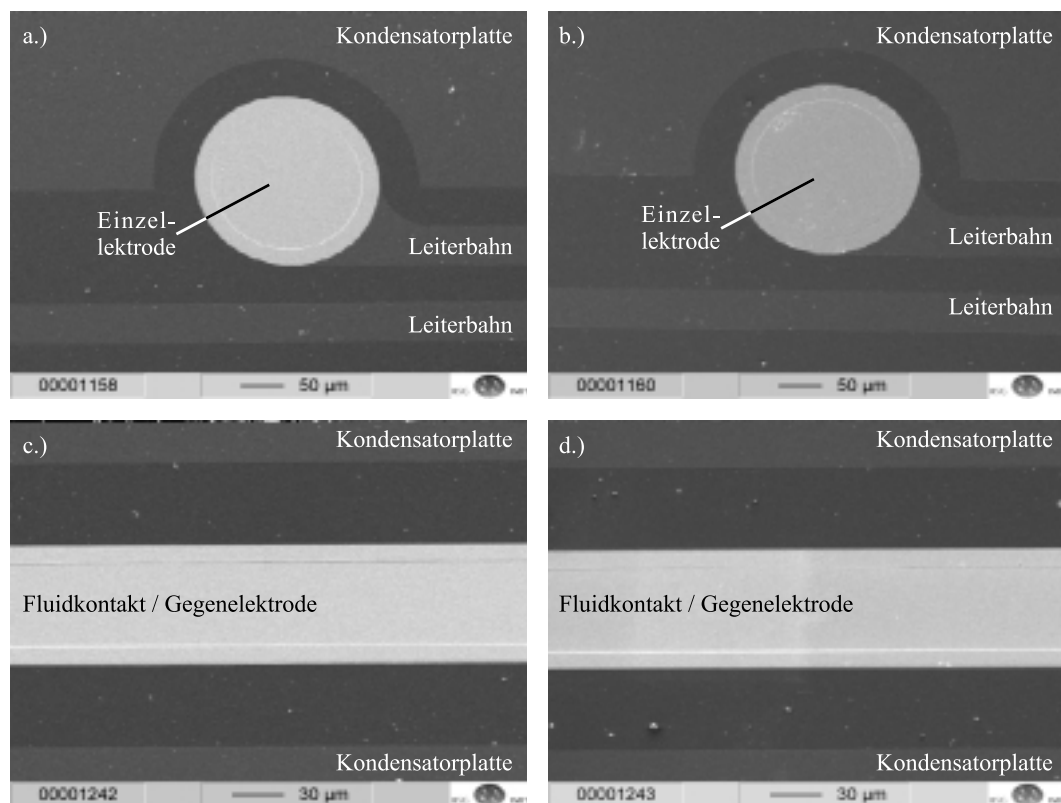 a.)
Kondensatorplatte
Einzel-
lektrode
Leiterbahn
Leiterbahn
00001158
50 µm
b.)
Kondensatorplatte
Einzel-
lektrode
Leiterbahn
Leiterbahn
00001160
50 µm
c.)
Kondensatorplatte
Fluidkontakt / Gegenelektrode
Kondensatorplatte
00001242
30 µm
d.)
Kondensatorplatte
Fluidkontakt / Gegenelektrode
Kondensatorplatte
00001243
30 µm